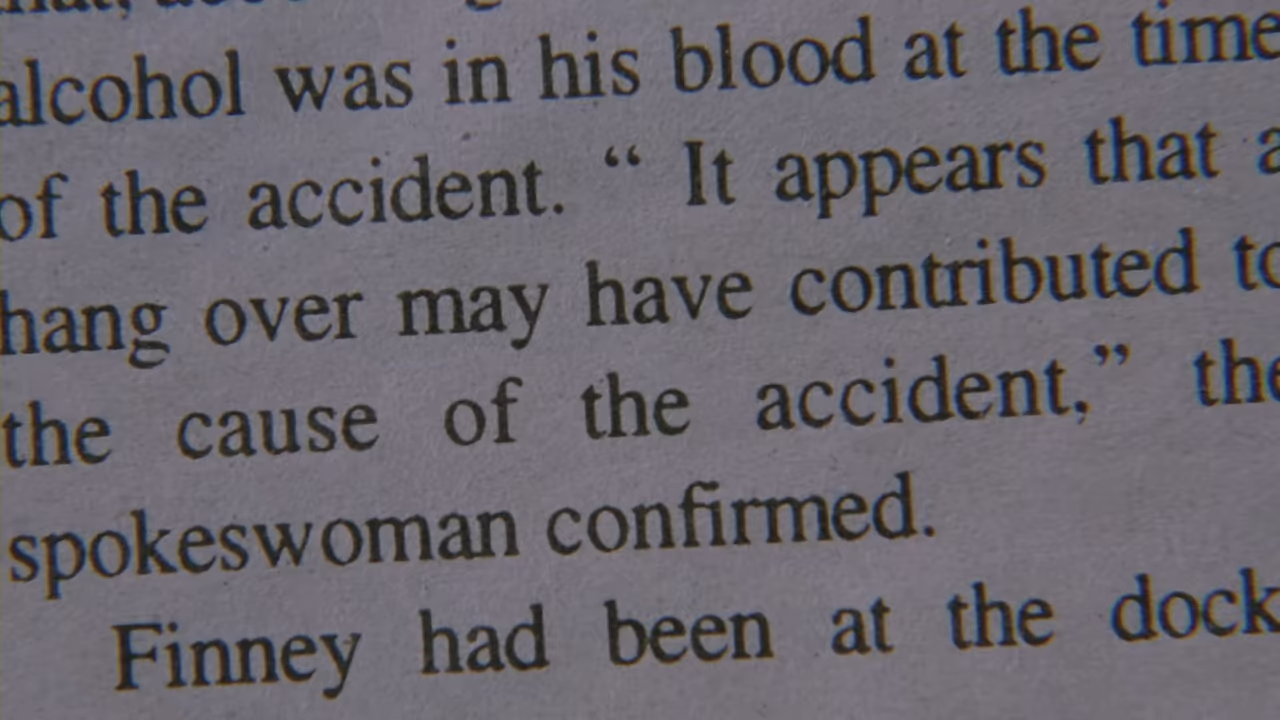 alcohol was in his blood at the time
of the accident. “ It appears that a
hang over may have contributed to
the cause of the accident,” the
spokeswoman confirmed.
Finney had been at the dock